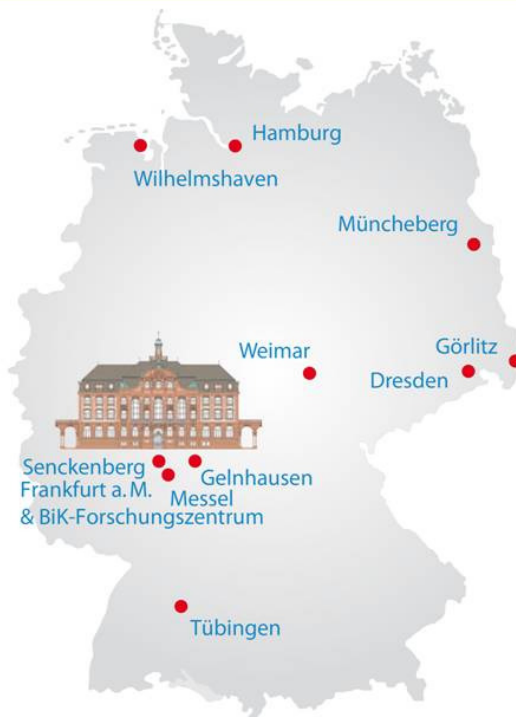 Hamburg
Wilhelmshaven
Müncheberg
Weimar
Görlitz
Dresden
Senckenberg
Frankfurt a. M.
& BiK-Forschungszentrum
Gelnhausen
Messel
Tübingen